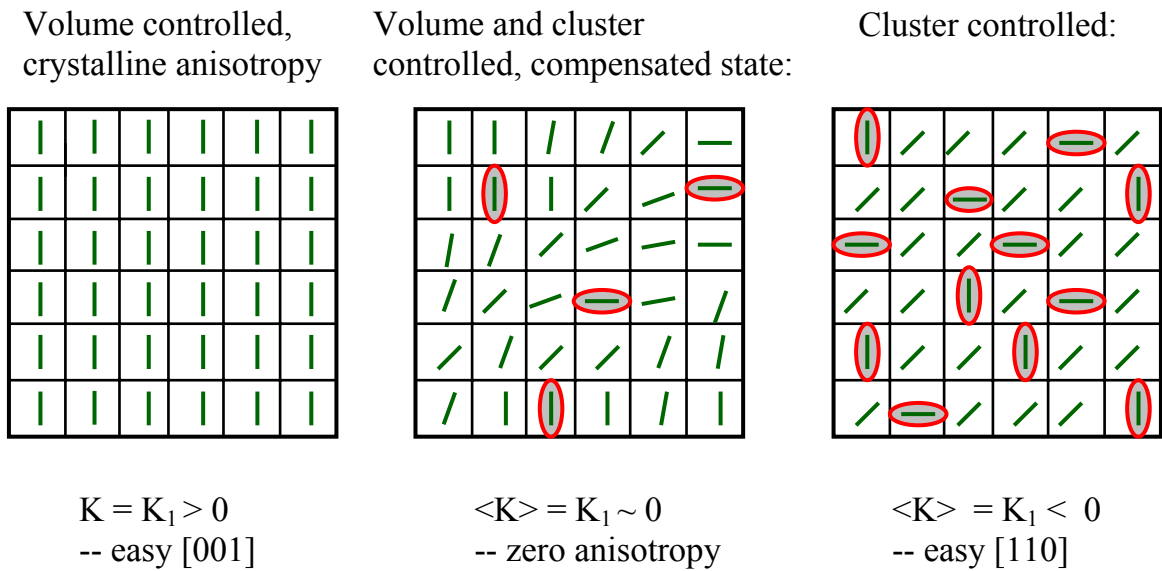 Volume controlled,
crystalline anisotropy
Volume and cluster
controlled, compensated state:
Cluster controlled:
K = K₁ > 0
-- easy [001]
<K> = K₁ ~ 0
-- zero anisotropy
<K> = K₁ < 0
-- easy [110]